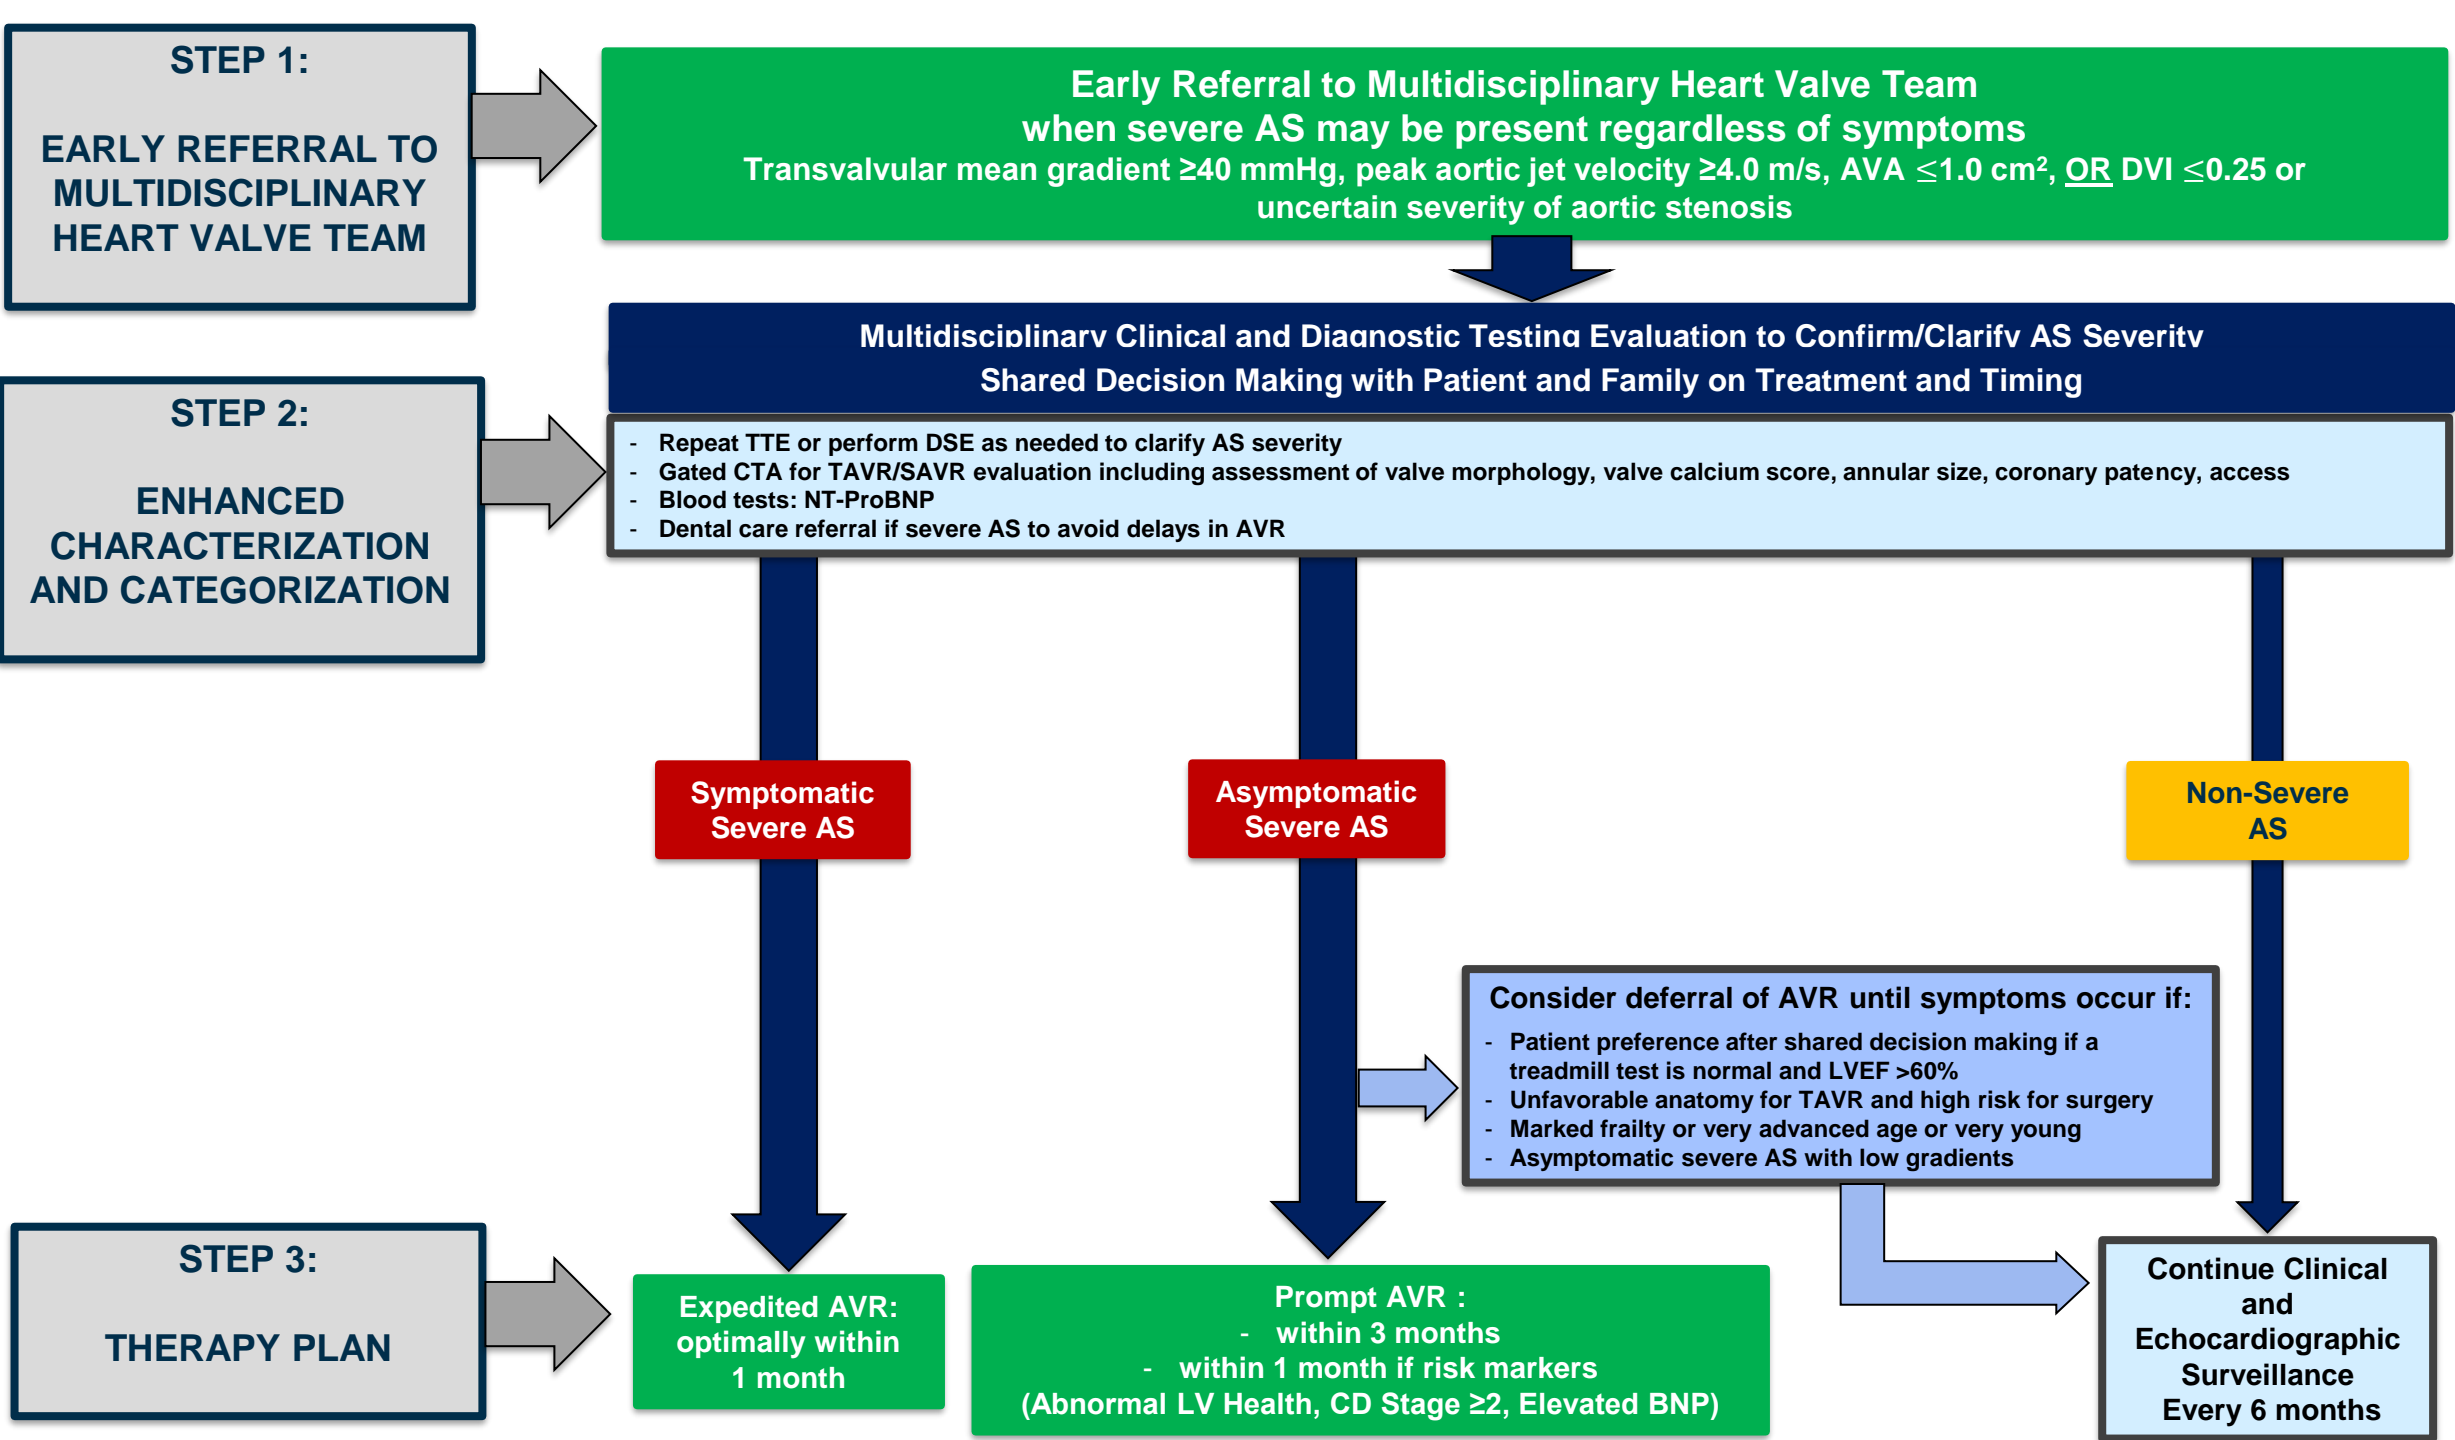 STEP 1:
EARLY REFERRAL TO
MULTIDISCIPLINARY
HEART VALVE TEAM
Early Referral to Multidisciplinary Heart Valve Team
when severe AS may be present regardless of symptoms
Transvalvular mean gradient ≥40 mmHg, peak aortic jet velocity ≥4.0 m/s, AVA ≤1.0 cm², OR DVI ≤0.25 or
uncertain severity of aortic stenosis
STEP 2:
ENHANCED
CHARACTERIZATION
AND CATEGORIZATION
Multidisciplinary Clinical and Diagnostic Testing Evaluation to Confirm/Clarify AS Severity
Shared Decision Making with Patient and Family on Treatment and Timing
- Repeat TTE or perform DSE as needed to clarify AS severity
- Gated CTA for TAVR/SAVR evaluation including assessment of valve morphology, valve calcium score, annular size, coronary patency, access
- Blood tests: NT-ProBNP
- Dental care referral if severe AS to avoid delays in AVR
Symptomatic
Severe AS
Asymptomatic
Severe AS
Non-Severe
AS
Consider deferral of AVR until symptoms occur if:
- Patient preference after shared decision making if a
treadmill test is normal and LVEF >60%
- Unfavorable anatomy for TAVR and high risk for surgery
- Marked frailty or very advanced age or very young
- Asymptomatic severe AS with low gradients
STEP 3:
THERAPY PLAN
Expedited AVR:
optimally within
1 month
Prompt AVR :
- within 3 months
- within 1 month if risk markers
(Abnormal LV Health, CD Stage ≥2, Elevated BNP)
Continue Clinical
and
Echocardiographic
Surveillance
Every 6 months